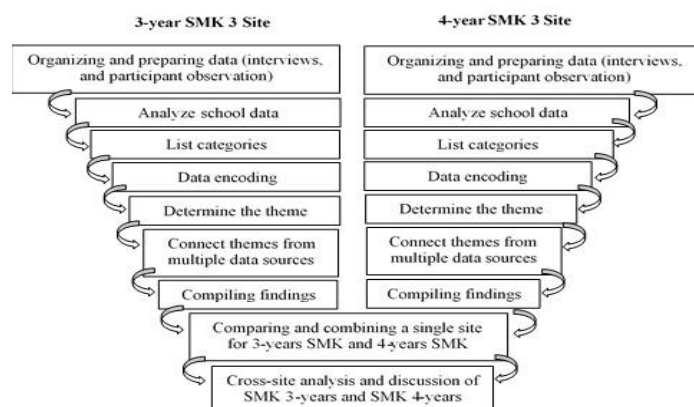 3-year SMK 3 Site
Organizing and preparing data (interviews,
and participant observation)
Analyze school data
List categories
Data encoding
Determine the theme
Connect themes from
multiple data sources
Compiling findings
4-year SMK 3 Site
Organizing and preparing data (interviews,
and participant observation)
Analyze school data
List categories
Data encoding
Determine the theme
Connect themes from
multiple data sources
Compiling findings
Comparing and combining a single site
for 3-years SMK and 4-years SMK
Cross-site analysis and discussion of
SMK 3-years and SMK 4-years